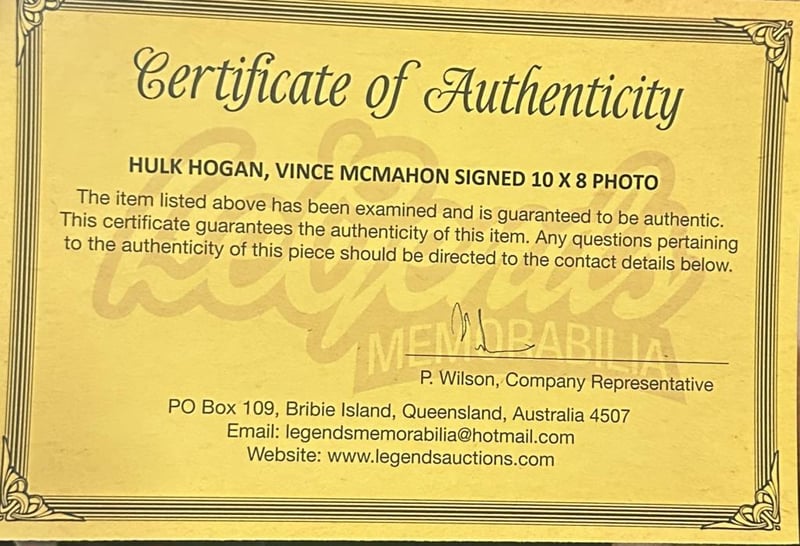 Certificate of Authenticity
Legends
MEMORABILIA
HULK HOGAN, VINCE MCMAHON SIGNED 10 X 8 PHOTO
The item listed above has been examined and is guaranteed to be authentic.
This certificate guarantees the authenticity of this item. Any questions pertaining
to the authenticity of this piece should be directed to the contact details below.
P. Wilson, Company Representative
PO Box 109, Bribie Island, Queensland, Australia 4507
Email: legendsmemorabilia@hotmail.com
Website: www.legendsauctions.com